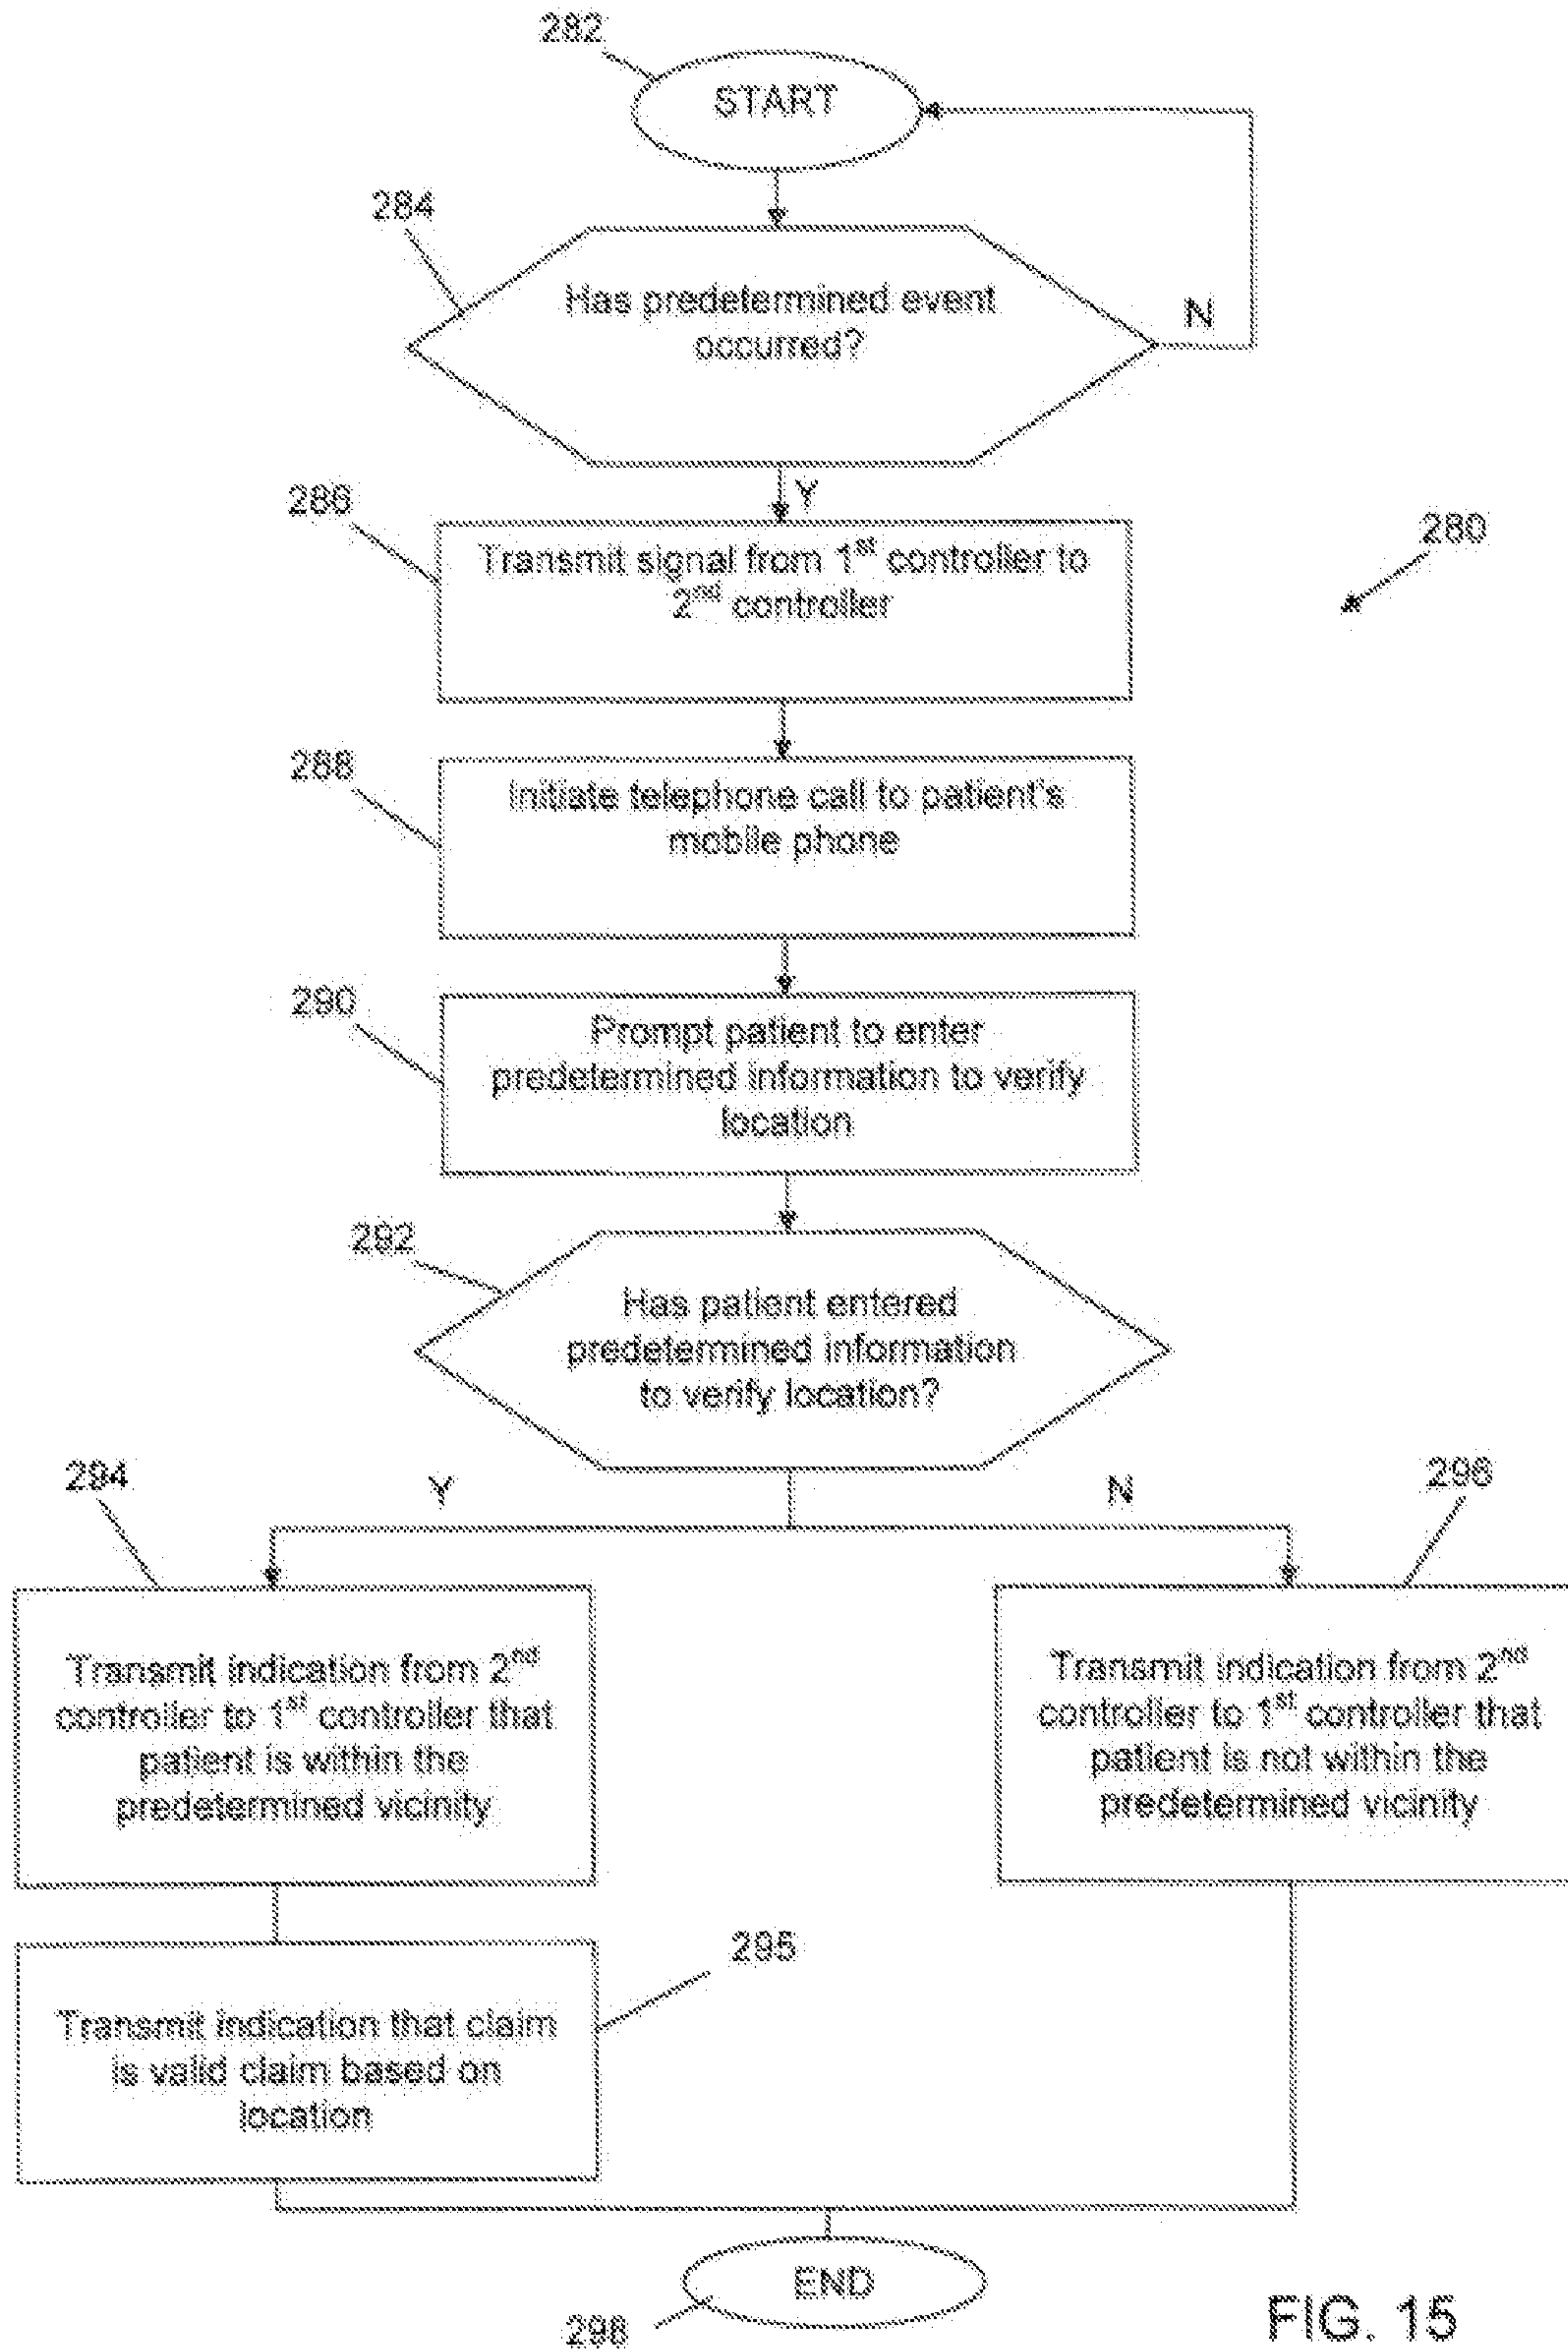 282
START
284
Has predetermined event
occurred?
N
Y
286
Transmit signal from 1st controller to
2nd controller
280
288
Initiate telephone call to patient's
mobile phone
290
Prompt patient to enter
predetermined information to verify
location
292
Has patient entered
predetermined information
to verify location?
294
Y
N
296
Transmit indication from 2nd
controller to 1st controller that
patient is within the
predetermined vicinity
Transmit indication from 2nd
controller to 1st controller that
patient is not within the
predetermined vicinity
295
Transmit indication that claim
is valid claim based on
location
END
298
FIG. 15